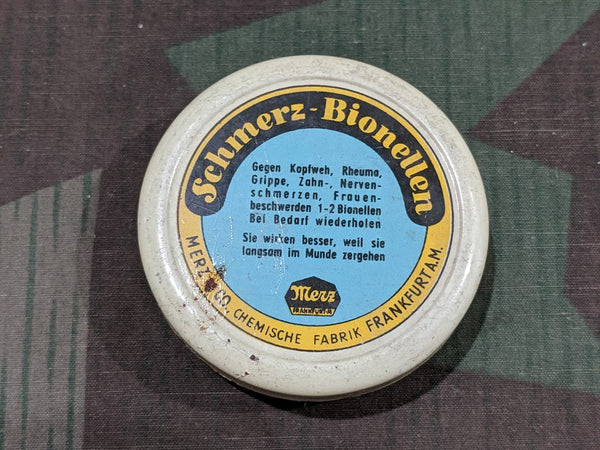 Schmerz-Bionellen
Gegen Kopfweh, Rheuma,
Grippe, Zahn-, Nerven-
schmerzen, Frauen-
beschwerden 1-2 Bionellen
Bei Bedarf wiederholen
Sie wirken besser, weil sie
langsam im Munde zergehen
Merz
FRANKFURT·M.
MERZ CO., CHEMISCHE FABRIK FRANKFURT A.M.